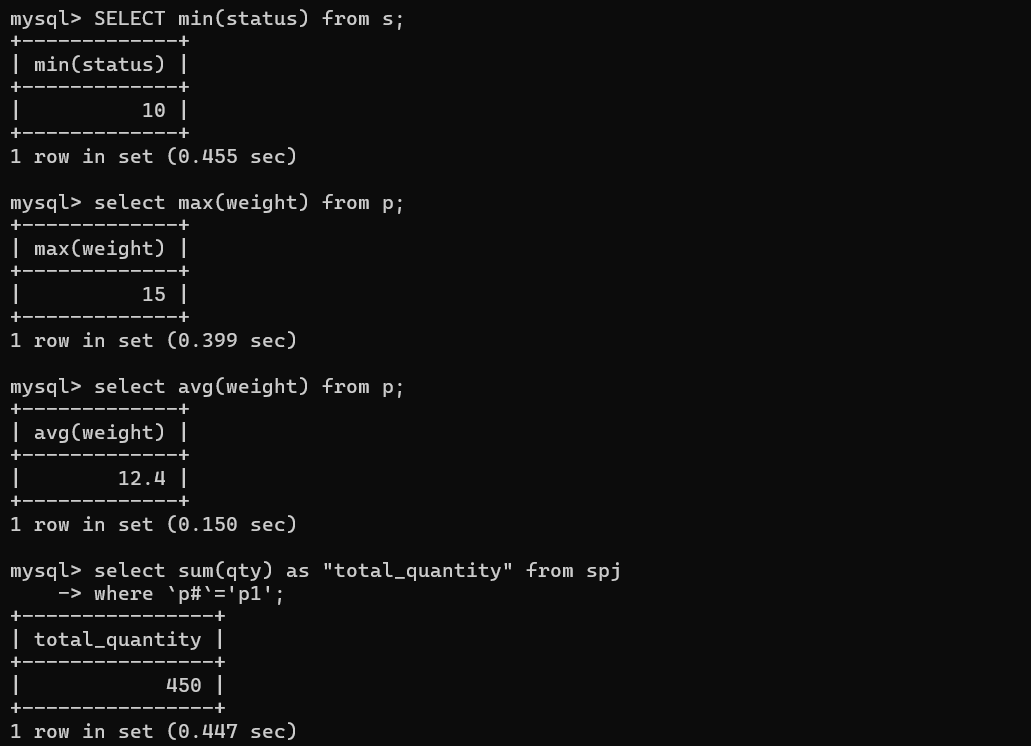 mysql> SELECT min(status) from s;
+-------------+
| min(status) |
+-------------+
|          10 |
+-------------+
1 row in set (0.455 sec)

mysql> select max(weight) from p;
+-------------+
| max(weight) |
+-------------+
|          15 |
+-------------+
1 row in set (0.399 sec)

mysql> select avg(weight) from p;
+-------------+
| avg(weight) |
+-------------+
|        12.4 |
+-------------+
1 row in set (0.150 sec)

mysql> select sum(qty) as "total_quantity" from spj
    -> where `p#`='p1';
+----------------+
| total_quantity |
+----------------+
|            450 |
+----------------+
1 row in set (0.447 sec)